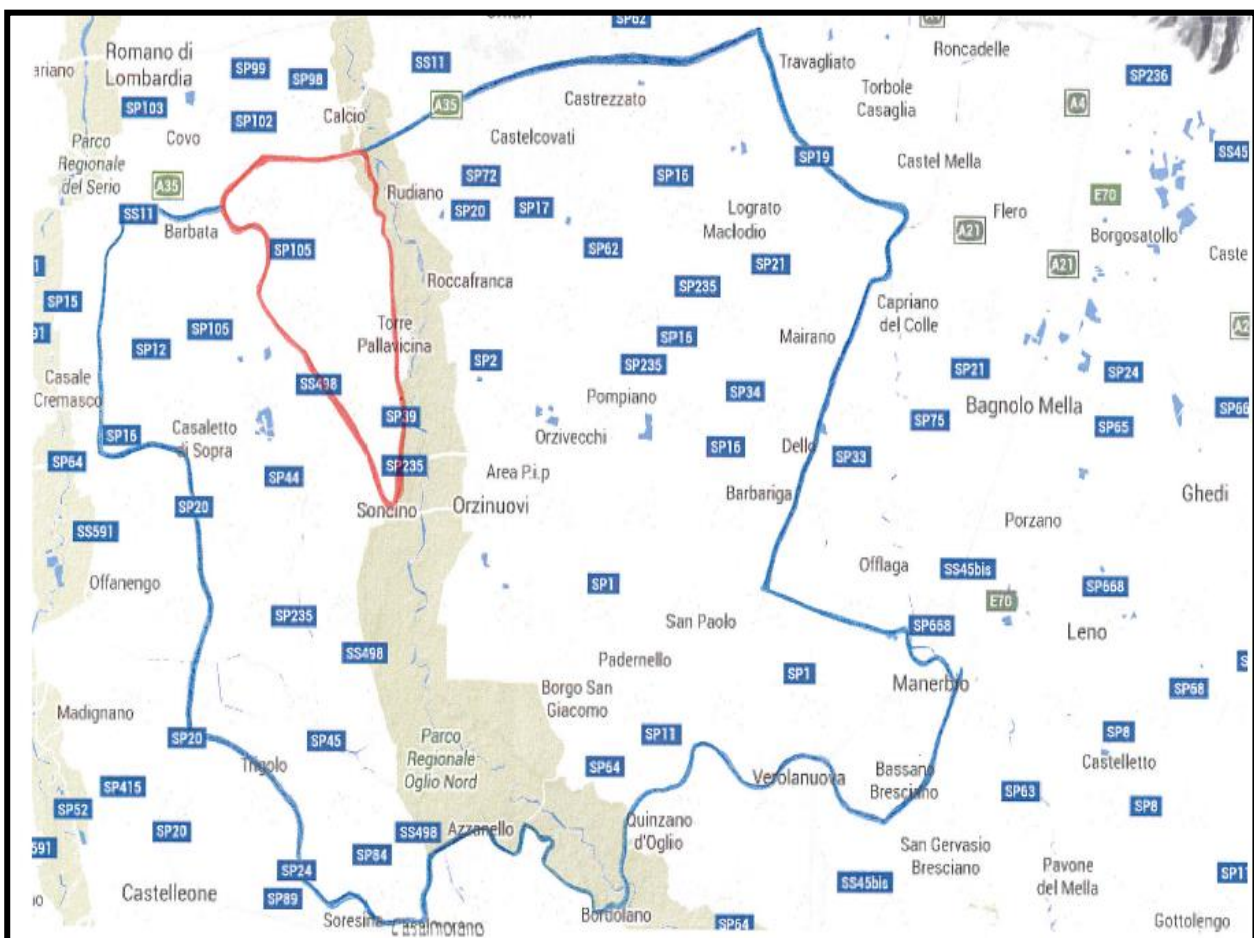 SP62
Romano di
Lombardia
SP99
SP98
SS11
Travagliato
Roncadelle
SP236
ariano
SP103
Covo
SP102
Calcio
A35
Castrezzato
Torbole
Casaglia
A4
Castelcovati
Parco
Regionale
del Serio
A35
SP19
Castel Mella
SS45
SS11
Barbata
Rudiano
SP72
SP20
SP17
SP16
Lograto
Maclodio
Flero
A21
E70
Borgosatollo
SP105
SP62
SP21
A21
Caste
Roccafranca
SP235
Capriano
del Colle
SP15
SP105
SP12
Torre
Pallavicina
SP16
Mairano
SP2
SP235
Casale
Cremasco
SS498
Pompiano
SP34
SP21
SP24
SP39
Bagnolo Mella
SP75
SP65
SP66
SP16
Casaletto
di Sopra
Orzivecchi
SP16
Dello
SP33
SP64
SP44
SP235
Area P.i.p
Barbariga
Ghedi
SP20
Soncino
Orzinuovi
Porzano
SS591
Offanengo
SP1
Offlaga
SS45bis
SP668
E70
SP235
San Paolo
SP668
Leno
SS498
Padernello
SP1
Manerbio
SP68
Borgo San
Giacomo
Madignano
SP20
SP45
Parco
Regionale
Oglio Nord
SP11
SP8
Castelletto
Trigolo
SP64
Verolanuova
Bassano
Bresciano
SP63
SP415
SP52
SP8
SP20
SS498
Azzanello
Quinzano
d'Oglio
San Gervasio
Bresciano
SP84
SP24
Castelleone
SP89
SS45bis
Pavone
del Mella
SP11
Soresina
Casalmorano
Bordolano
SP64
Gottolengo